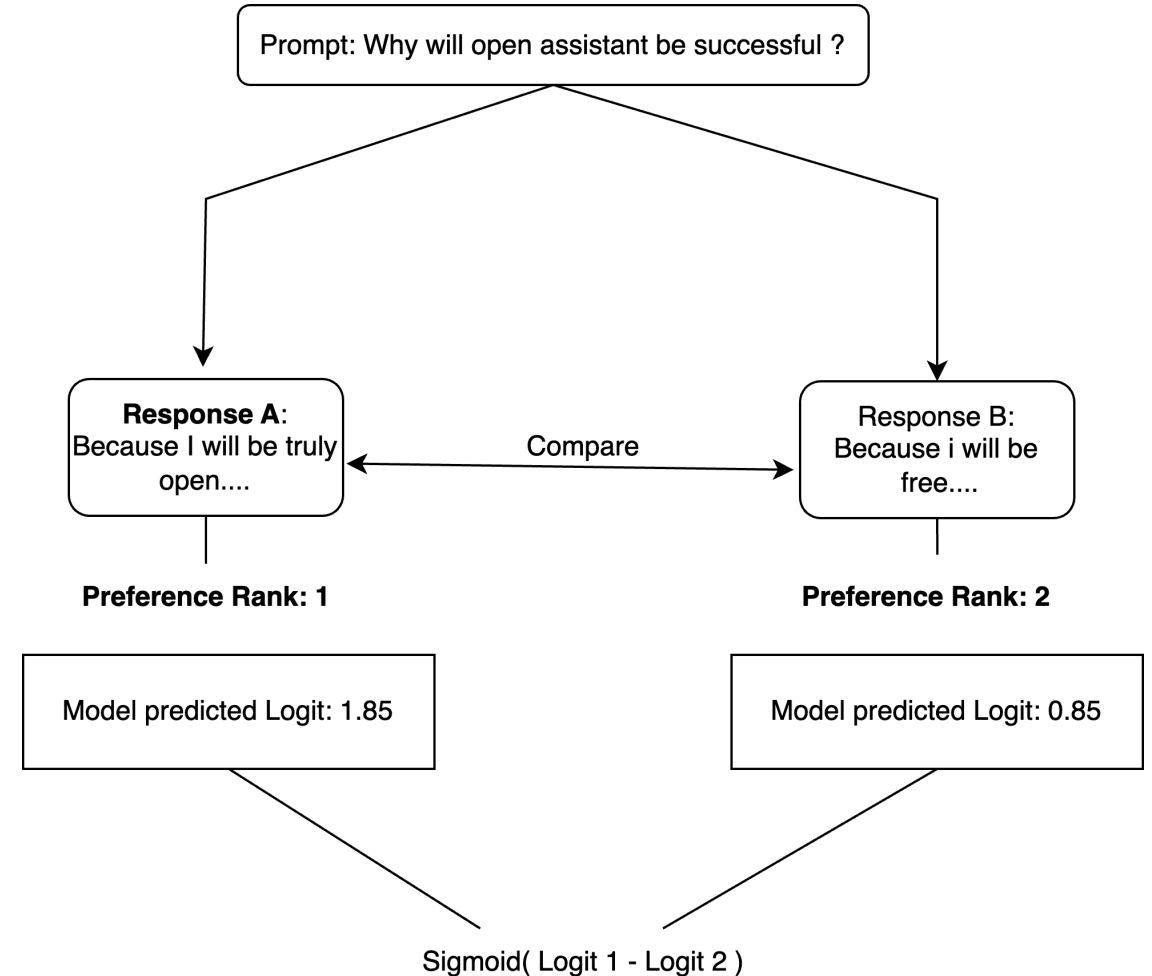 Prompt: Why will open assistant be successful ?
Response A:
Because I will be truly
open....
Compare
Response B:
Because i will be
free....
Preference Rank: 1
Preference Rank: 2
Model predicted Logit: 1.85
Model predicted Logit: 0.85
Sigmoid( Logit 1 - Logit 2 )